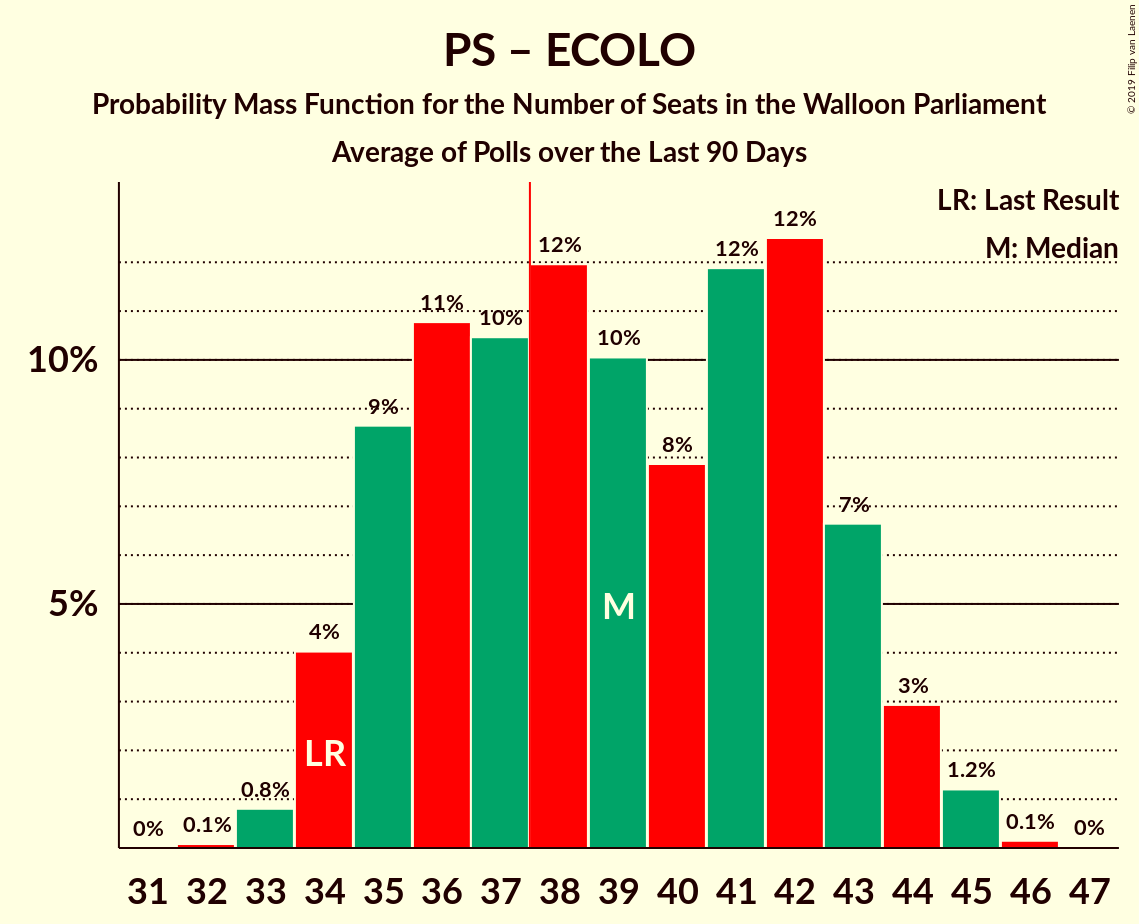 PS – ECOLO
Probability Mass Function for the Number of Seats in the Walloon Parliament
Average of Polls over the Last 90 Days
© 2019 Filip van Laenen
LR: Last Result
M: Median
10%
5%
0%
0.1%
0.8%
4%
9%
11%
10%
12%
10%
8%
12%
12%
7%
3%
1.2%
0.1%
0%
LR
M
31 32 33 34 35 36 37 38 39 40 41 42 43 44 45 46 47